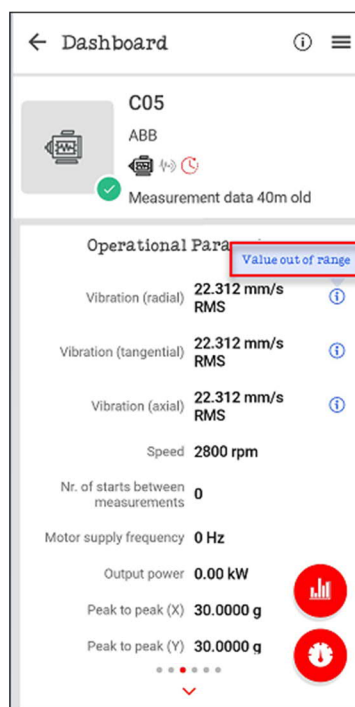 Dashboard
C05
ABB
Measurement data 40m old
Operational Para
Value out of range
Vibration (radial) 22.312 mm/s
RMS
Vibration (tangential) 22.312 mm/s
RMS
Vibration (axial) 22.312 mm/s
RMS
Speed 2800 rpm
Nr. of starts between
measurements 0
Motor supply frequency 0 Hz
Output power 0.00 kW
Peak to peak (X) 30.0000 g
Peak to peak (Y) 30.0000 g